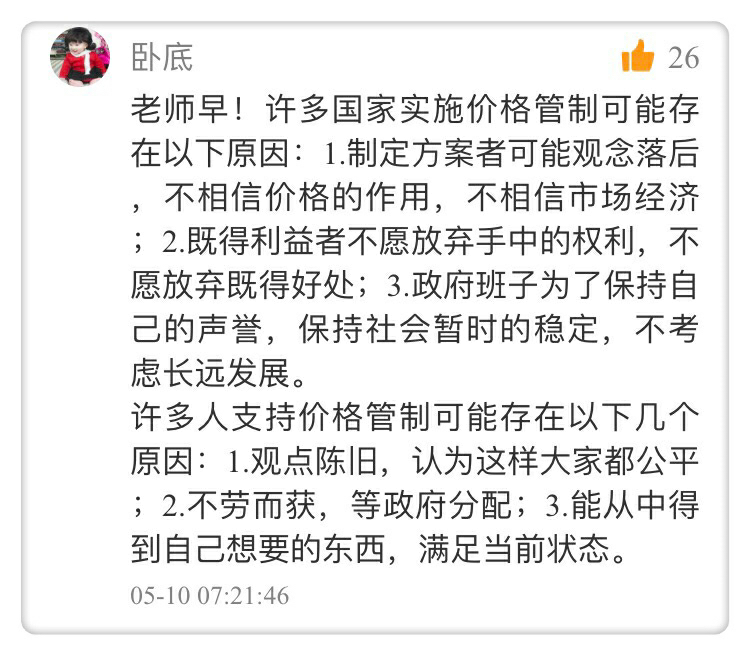 卧底
26
老师早！许多国家实施价格管制可能存
在以下原因：1.制定方案者可能观念落后
，不相信价格的作用，不相信市场经济
；2.既得利益者不愿放弃手中的权利，不
愿放弃既得好处；3.政府班子为了保持自
己的声誉，保持社会暂时的稳定，不考
虑长远发展。
许多人支持价格管制可能存在以下几个
原因：1.观点陈旧，认为这样大家都公平
；2.不劳而获，等政府分配；3.能从中得
到自己想要的东西，满足当前状态。
05-10 07:21:46